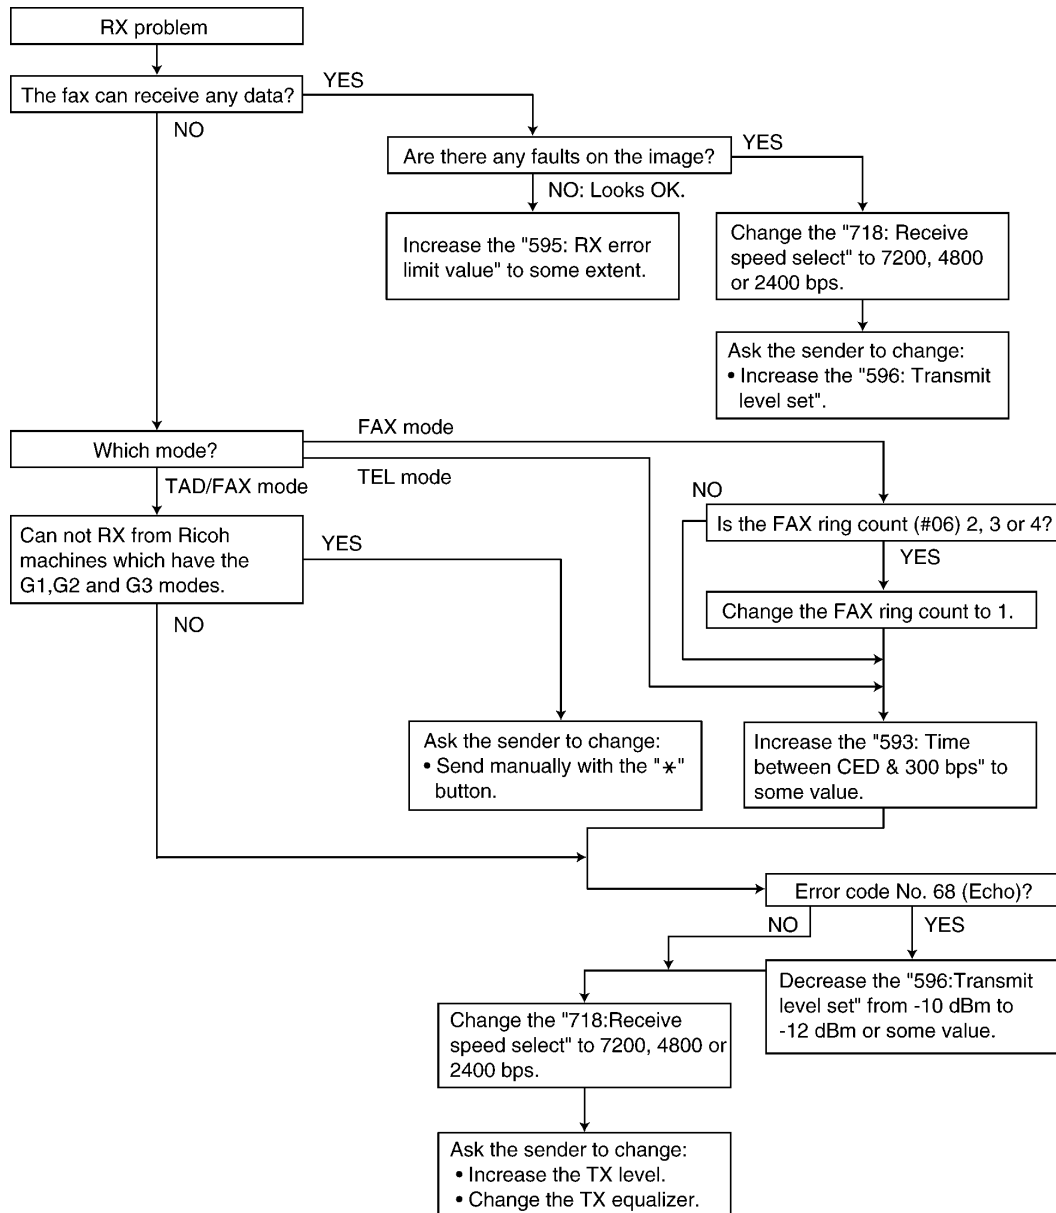 RX problem
The fax can receive any data?
YES
NO
Are there any faults on the image?
YES
NO: Looks OK.
Increase the "595: RX error
limit value" to some extent.
Change the "718: Receive
speed select" to 7200, 4800
or 2400 bps.
Ask the sender to change:
• Increase the "596: Transmit
level set".
Which mode?
FAX mode
TEL mode
TAD/FAX mode
NO
Is the FAX ring count (#06) 2, 3 or 4?
YES
Change the FAX ring count to 1.
Can not RX from Ricoh
machines which have the
G1,G2 and G3 modes.
YES
NO
Ask the sender to change:
• Send manually with the "*"
button.
Increase the "593: Time
between CED & 300 bps" to
some value.
Error code No. 68 (Echo)?
NO
YES
Decrease the "596:Transmit
level set" from -10 dBm to
-12 dBm or some value.
Change the "718:Receive
speed select" to 7200, 4800 or
2400 bps.
Ask the sender to change:
• Increase the TX level.
• Change the TX equalizer.